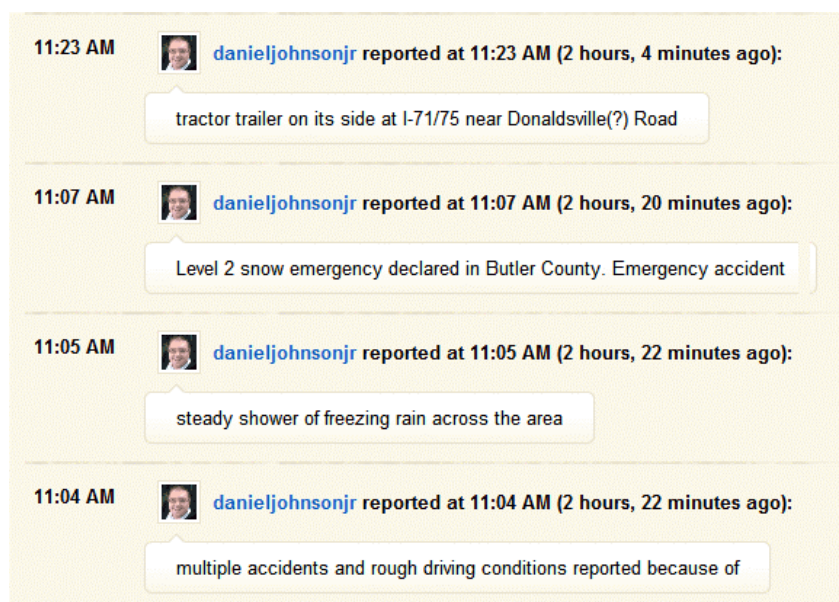 11:23 AM
danieljohnsonjr reported at 11:23 AM (2 hours, 4 minutes ago):
tractor trailer on its side at I-71/75 near Donaldsville(?) Road
11:07 AM
danieljohnsonjr reported at 11:07 AM (2 hours, 20 minutes ago):
Level 2 snow emergency declared in Butler County. Emergency accident
11:05 AM
danieljohnsonjr reported at 11:05 AM (2 hours, 22 minutes ago):
steady shower of freezing rain across the area
11:04 AM
danieljohnsonjr reported at 11:04 AM (2 hours, 22 minutes ago):
multiple accidents and rough driving conditions reported because of